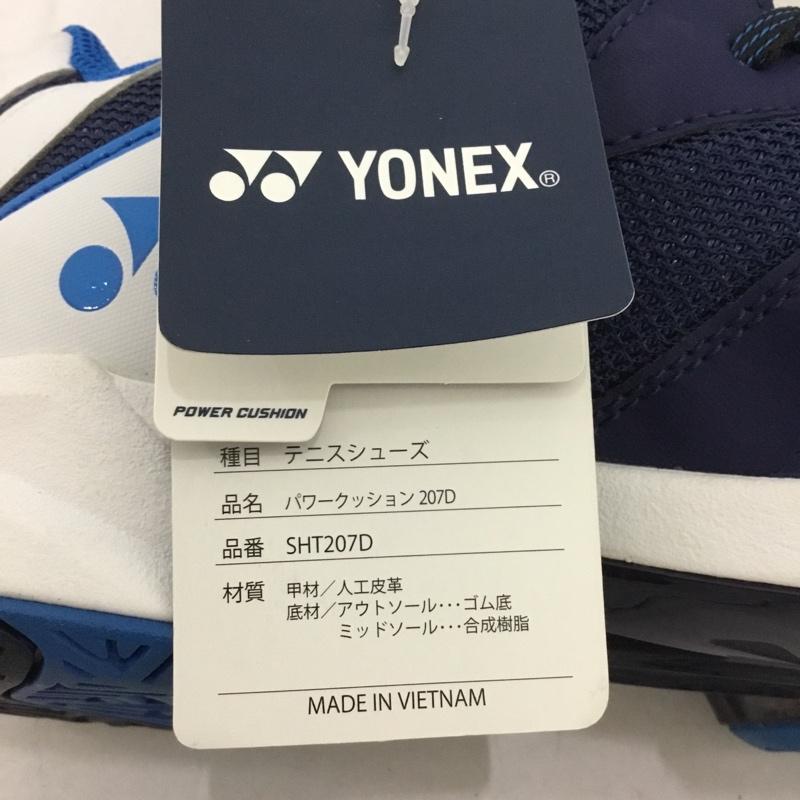 YONEX®
POWER CUSHION
種目 テニスシューズ
品名 パワークッション 207D
品番 SHT207D
材質 甲材／人工皮革
底材／アウトソール･･･ゴム底
ミッドソール･･･合成樹脂
MADE IN VIETNAM